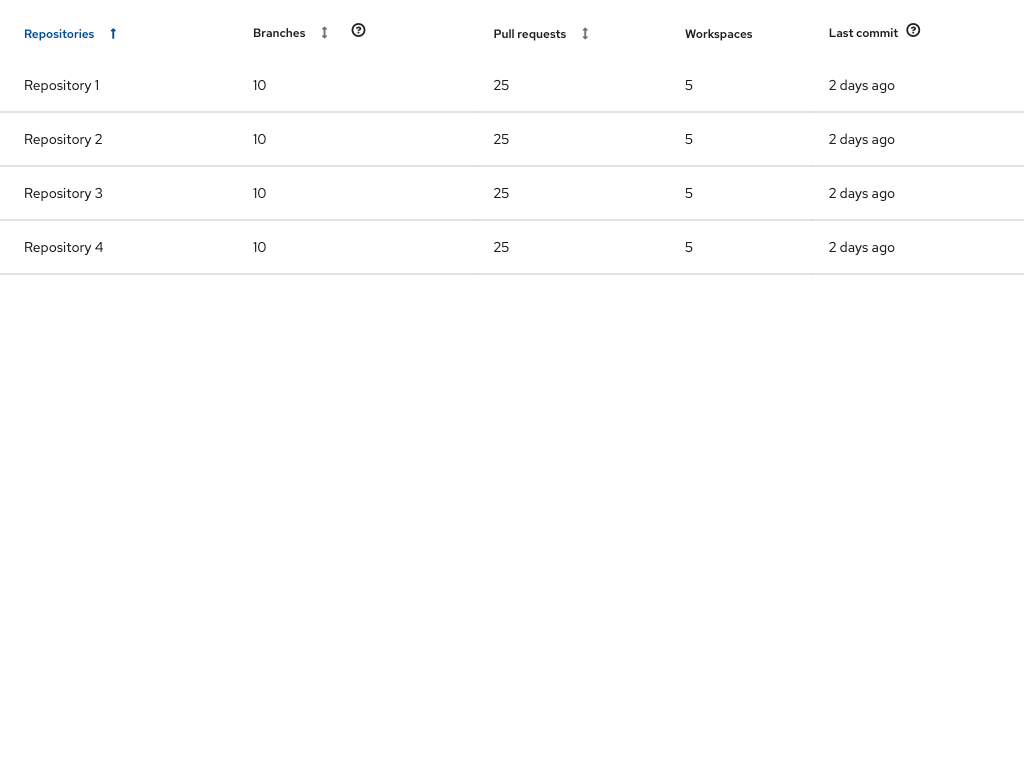 Repositories Branches Pull requests Workspaces Last commit
Repository 1 10 25 5 2 days ago
Repository 2 10 25 5 2 days ago
Repository 3 10 25 5 2 days ago
Repository 4 10 25 5 2 days ago